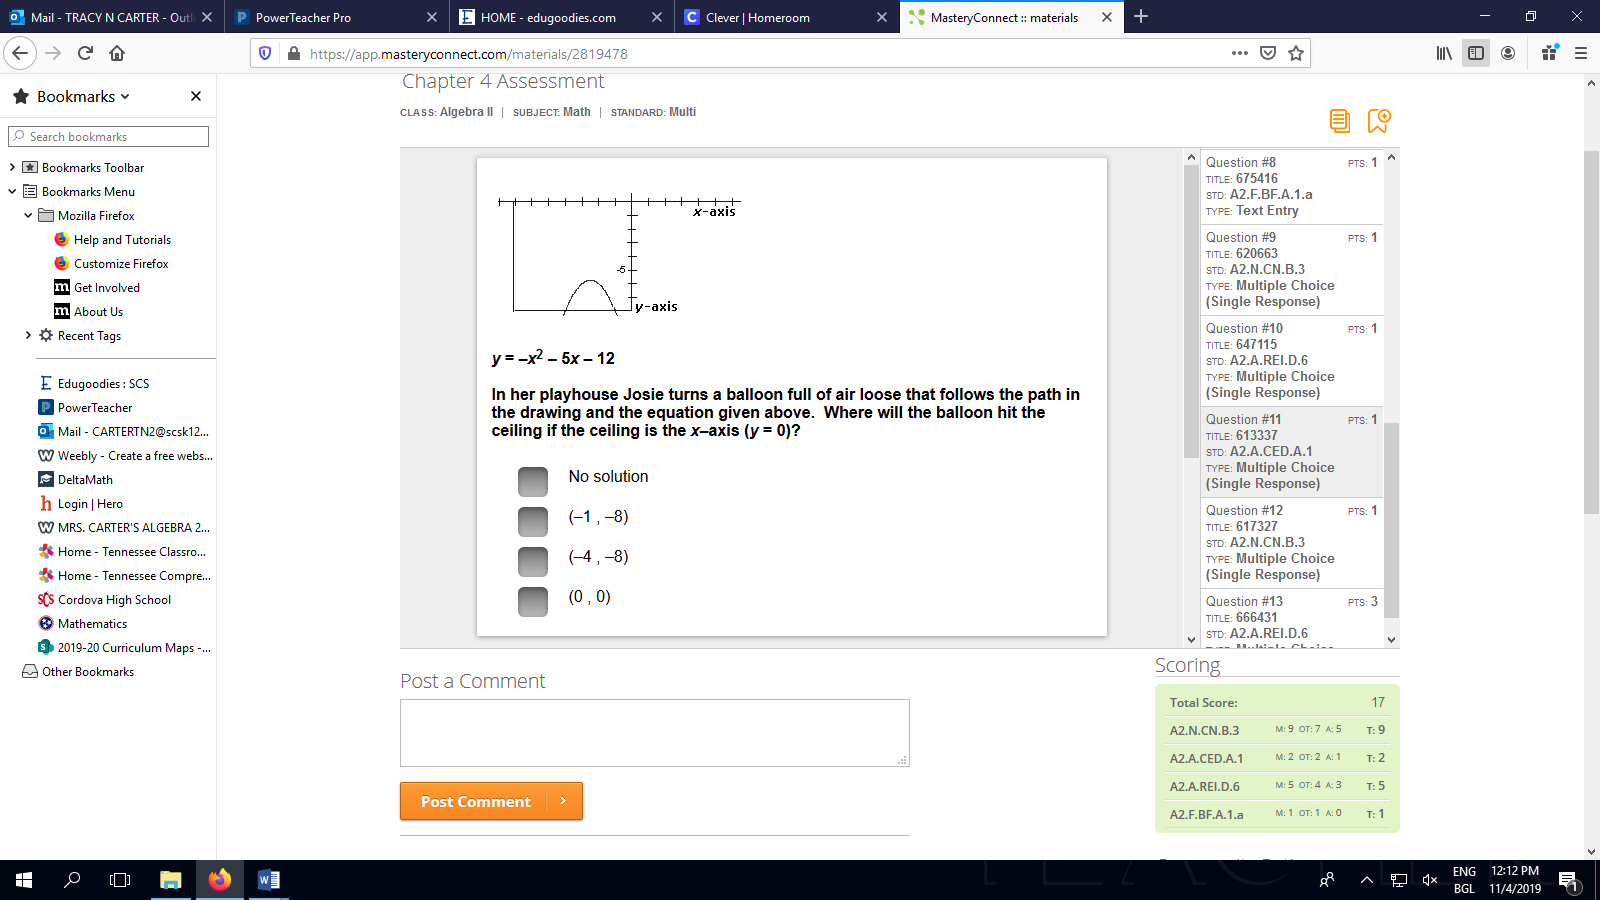 Mail - TRACY N CARTER - Outl
PowerTeacher Pro
HOME - edugoodies.com
Clever | Homeroom
MasteryConnect :: materials
https://app.masteryconnect.com/materials/2819478
Bookmarks
Search bookmarks
Bookmarks Toolbar
Bookmarks Menu
Mozilla Firefox
Help and Tutorials
Customize Firefox
Get Involved
About Us
Recent Tags
Edugoodies : SCS
PowerTeacher
Mail - CARTERTN2@scsk12...
Weebly - Create a free webs...
DeltaMath
Login | Hero
MRS. CARTER'S ALGEBRA 2...
Home - Tennessee Classro...
Home - Tennessee Compre...
Cordova High School
Mathematics
2019-20 Curriculum Maps -...
Other Bookmarks
Chapter 4 Assessment
CLASS: Algebra II | SUBJECT: Math | STANDARD: Multi
x-axis
-5
y-axis
y = –x² – 5x – 12
In her playhouse Josie turns a balloon full of air loose that follows the path in
the drawing and the equation given above.  Where will the balloon hit the
ceiling if the ceiling is the x–axis (y = 0)?
No solution
(–1 , –8)
(–4 , –8)
(0 , 0)
Question #8 PTS: 1
TITLE: 675416
STD: A2.F.BF.A.1.a
TYPE: Text Entry
Question #9 PTS: 1
TITLE: 620663
STD: A2.N.CN.B.3
TYPE: Multiple Choice
(Single Response)
Question #10 PTS: 1
TITLE: 647115
STD: A2.A.REI.D.6
TYPE: Multiple Choice
(Single Response)
Question #11 PTS: 1
TITLE: 613337
STD: A2.A.CED.A.1
TYPE: Multiple Choice
(Single Response)
Question #12 PTS: 1
TITLE: 617327
STD: A2.N.CN.B.3
TYPE: Multiple Choice
(Single Response)
Question #13 PTS: 3
TITLE: 666431
STD: A2.A.REI.D.6
TYPE: Multiple Choice
Post a Comment
Post Comment
Scoring
Total Score: 17
A2.N.CN.B.3 M: 9 OT: 7 A: 5 T: 9
A2.A.CED.A.1 M: 2 OT: 2 A: 1 T: 2
A2.A.REI.D.6 M: 5 OT: 4 A: 3 T: 5
A2.F.BF.A.1.a M: 1 OT: 1 A: 0 T: 1
ENG
BGL
12:12 PM
11/4/2019
1